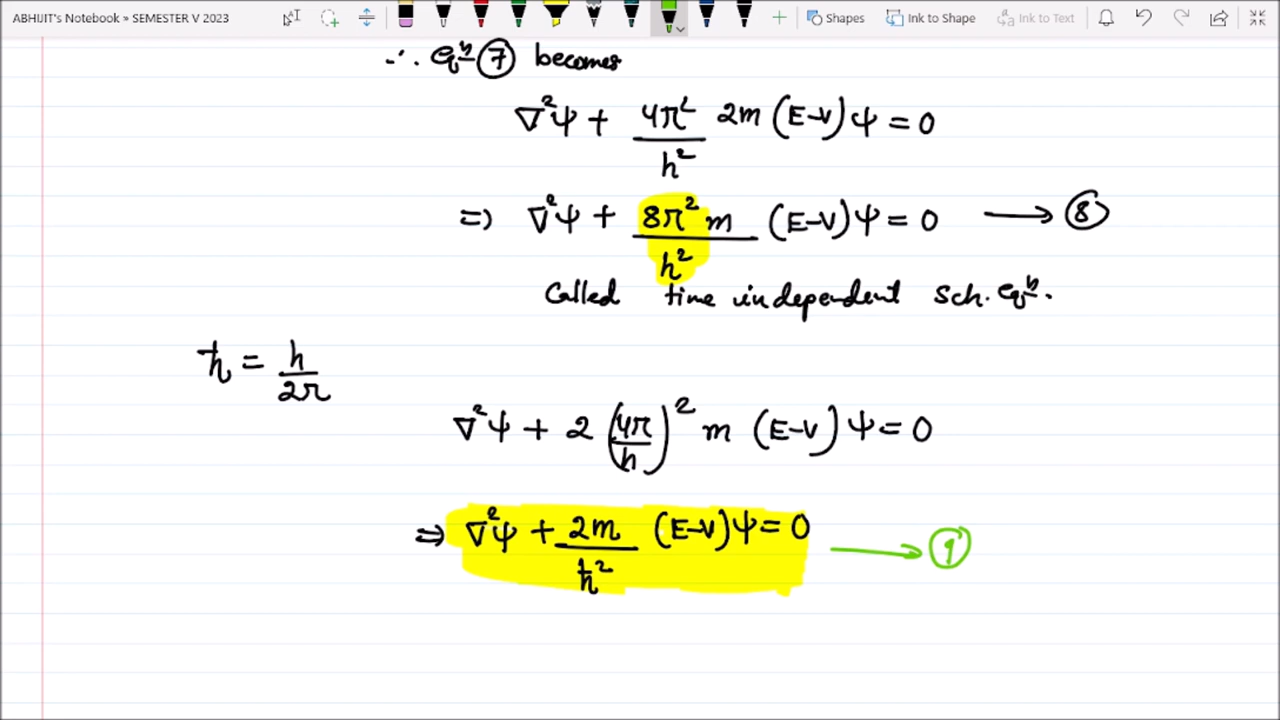 ABHIJIT's Notebook » SEMESTER V 2023 Shapes Ink to Shape Ink to Text
∴ eqⁿ ⑦ becomes
∇²ψ + 4π²/h² 2m (E-V) ψ = 0
=> ∇²ψ + 8π²m/h² (E-V) ψ = 0 → ⑧
Called time independent Sch. eqⁿ.
ħ = h/2π
∇²ψ + 2 (4π/h)² m (E-V) ψ = 0
=> ∇²ψ + 2m/ħ² (E-V) ψ = 0 → ⑨